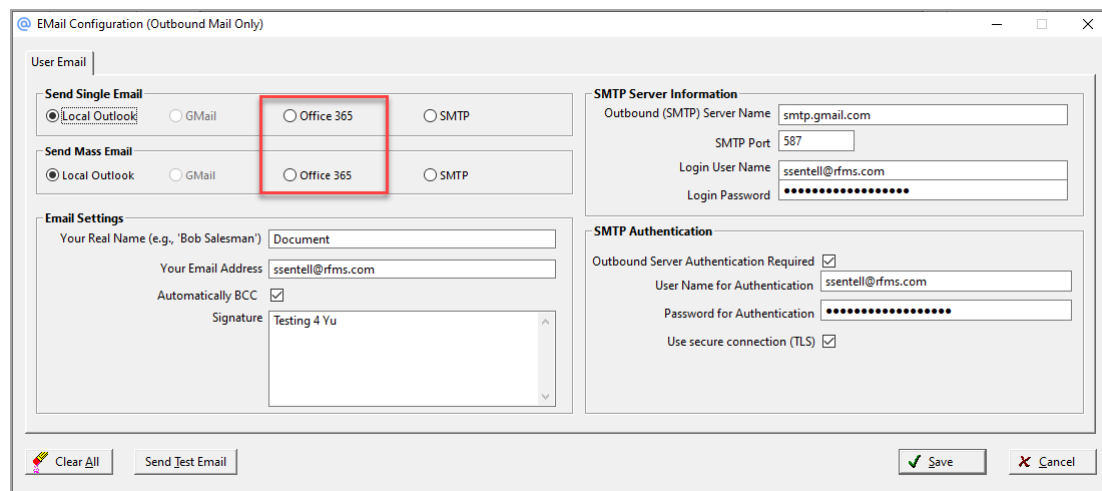 EMail Configuration (Outbound Mail Only)
User Email
Send Single Email
Local Outlook GMail Office 365 SMTP
Send Mass Email
Local Outlook GMail Office 365 SMTP
Email Settings
Your Real Name (e.g., 'Bob Salesman') Document
Your Email Address ssentell@rfms.com
Automatically BCC
Signature Testing 4 Yu
SMTP Server Information
Outbound (SMTP) Server Name smtp.gmail.com
SMTP Port 587
Login User Name ssentell@rfms.com
Login Password ••••••••••••••••••
SMTP Authentication
Outbound Server Authentication Required
User Name for Authentication ssentell@rfms.com
Password for Authentication ••••••••••••••••••
Use secure connection (TLS)
Clear All Send Test Email Save Cancel